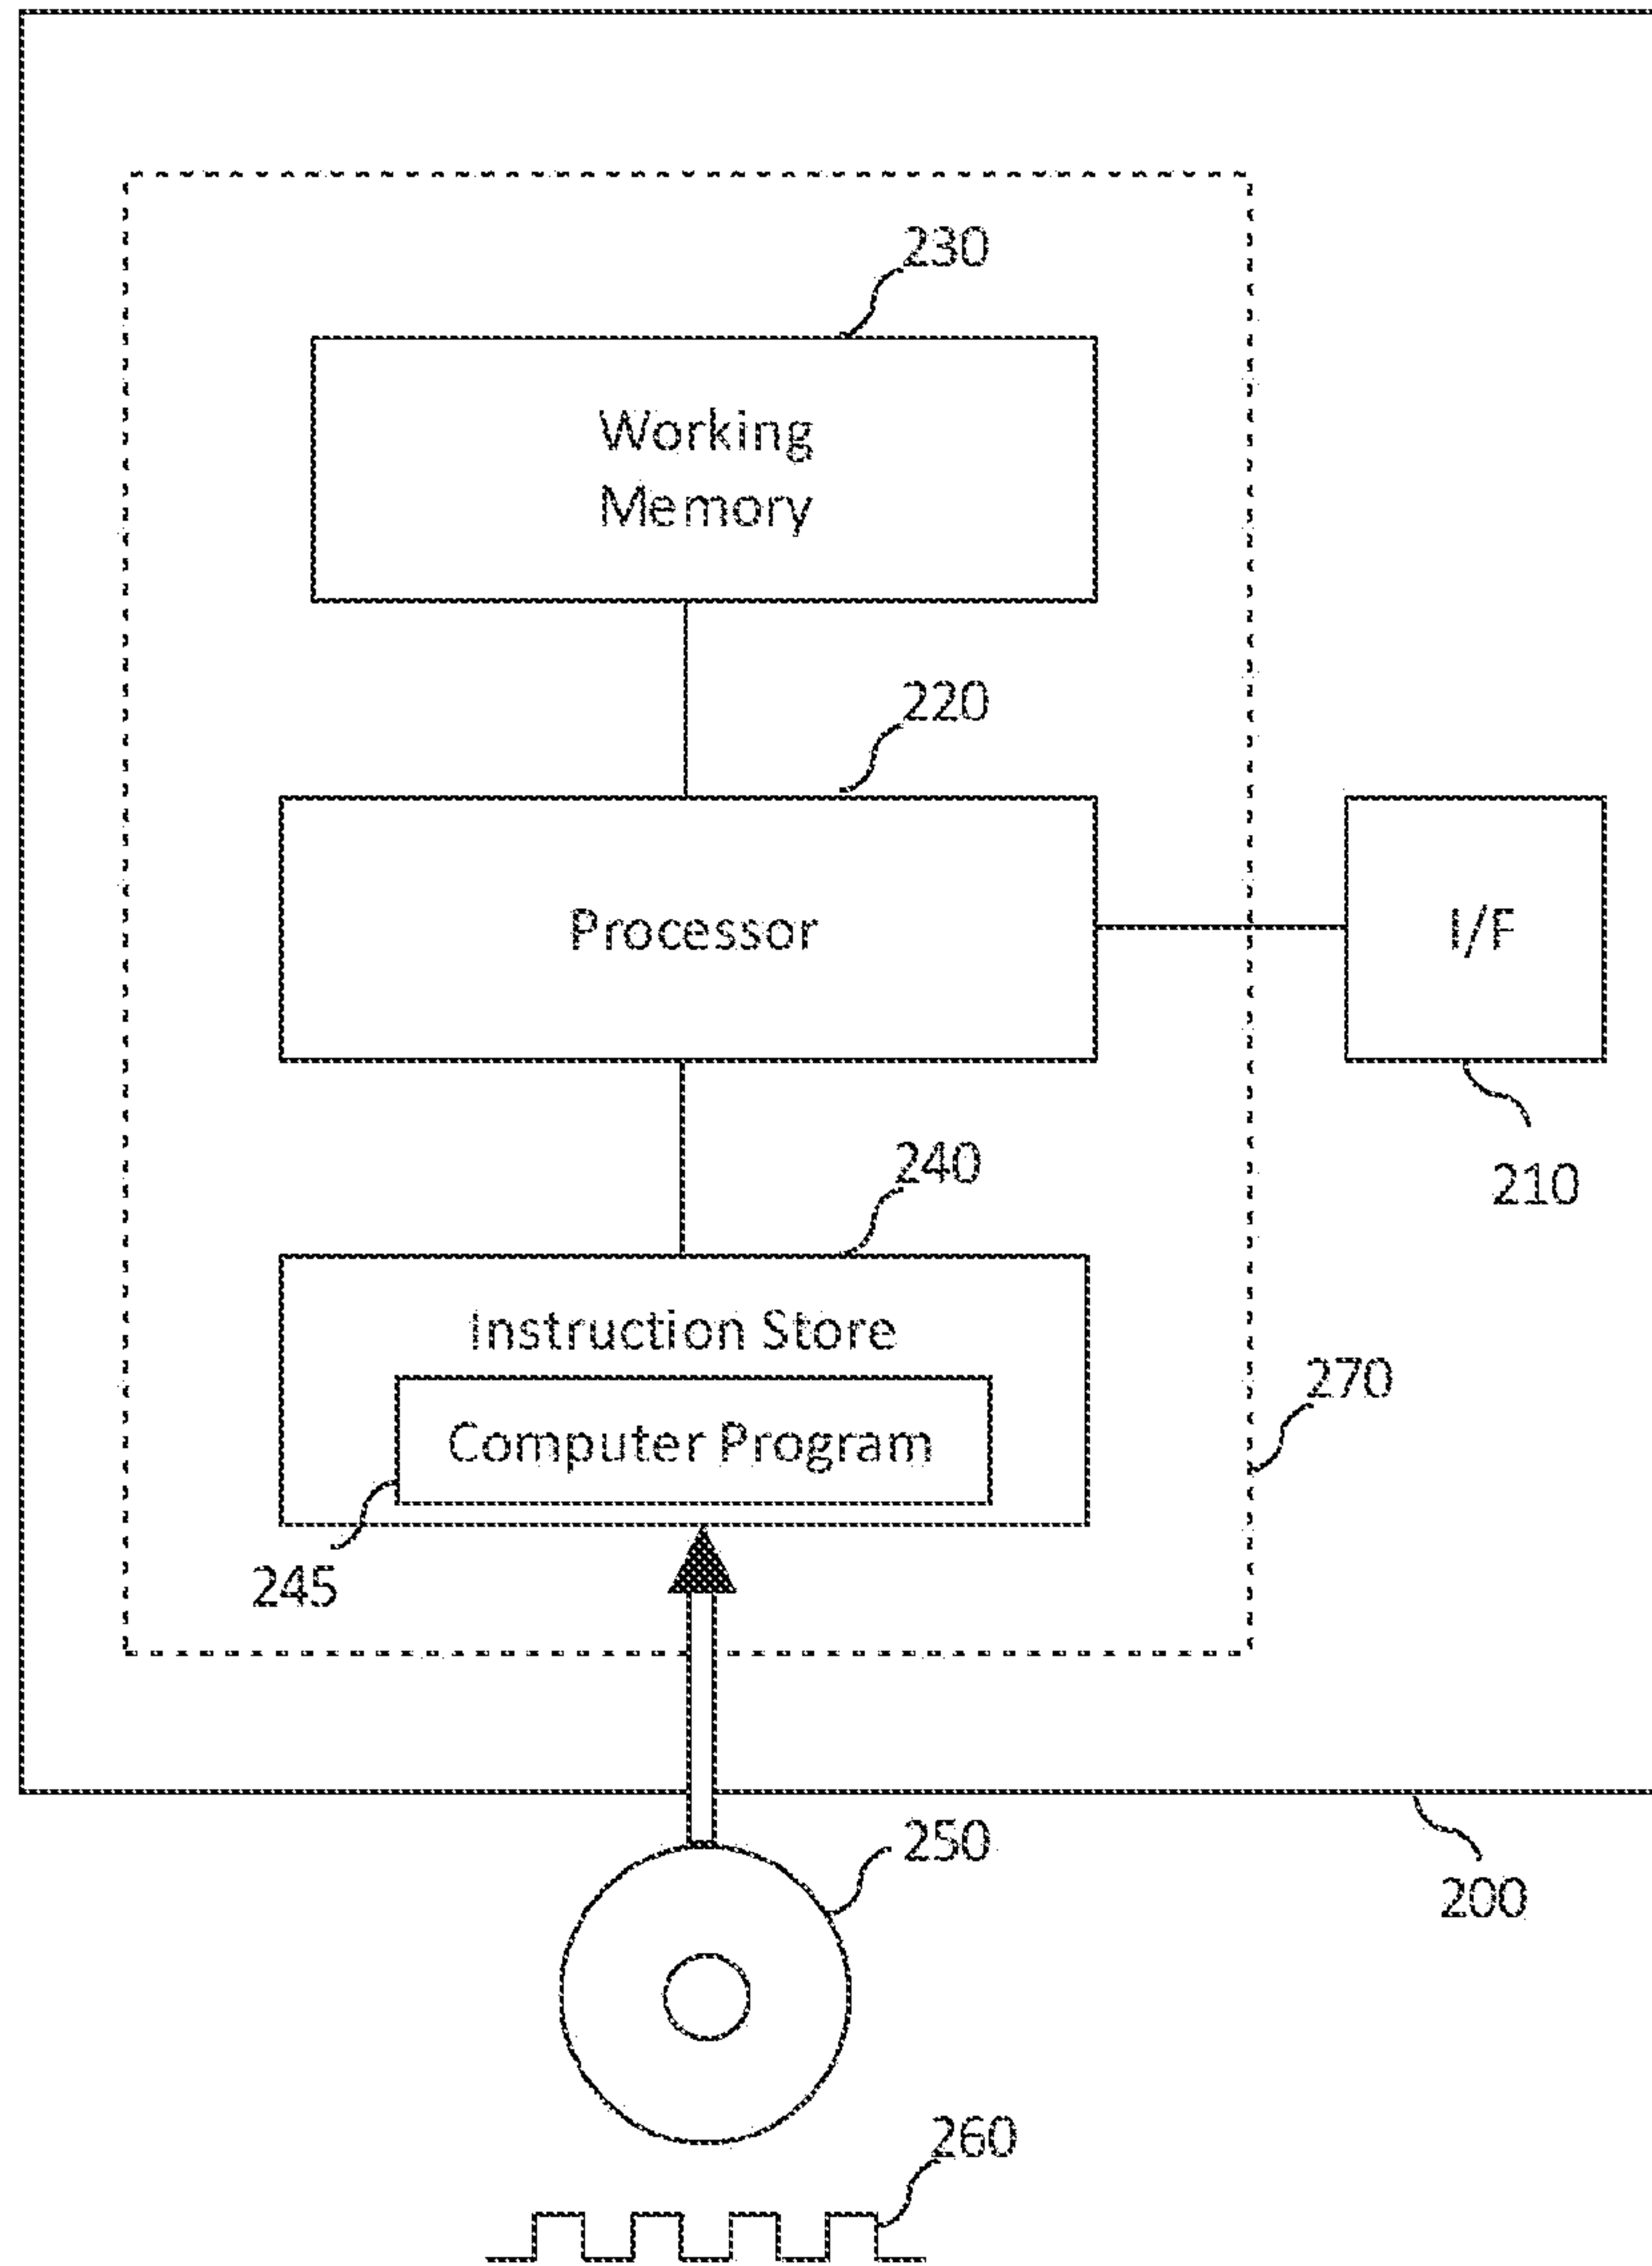 230
Working
Memory
220
Processor
I/F
240
210
Instruction Store
270
Computer Program
245
250
200
260